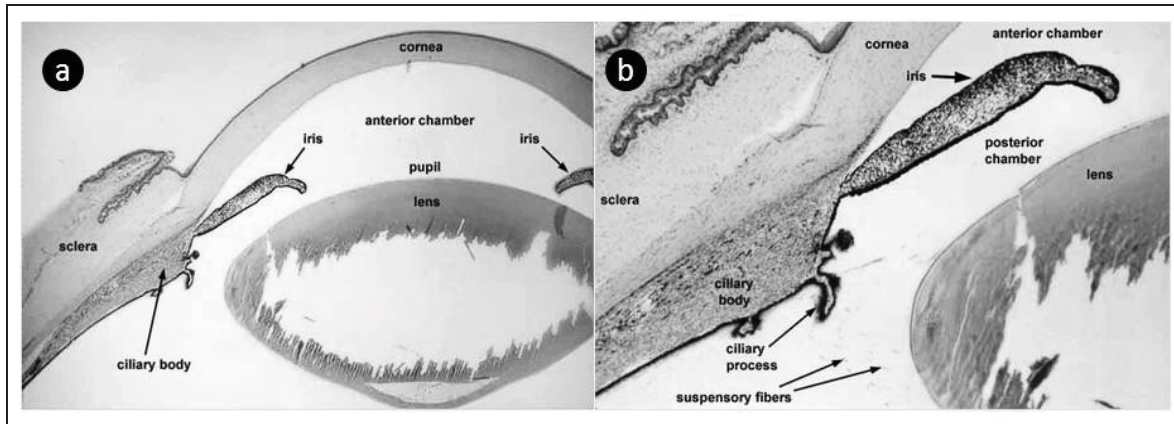 a
cornea
anterior chamber
iris
iris
pupil
lens
sclera
ciliary body
b
cornea
anterior chamber
iris
posterior
chamber
lens
sclera
ciliary
body
ciliary
process
suspensory fibers